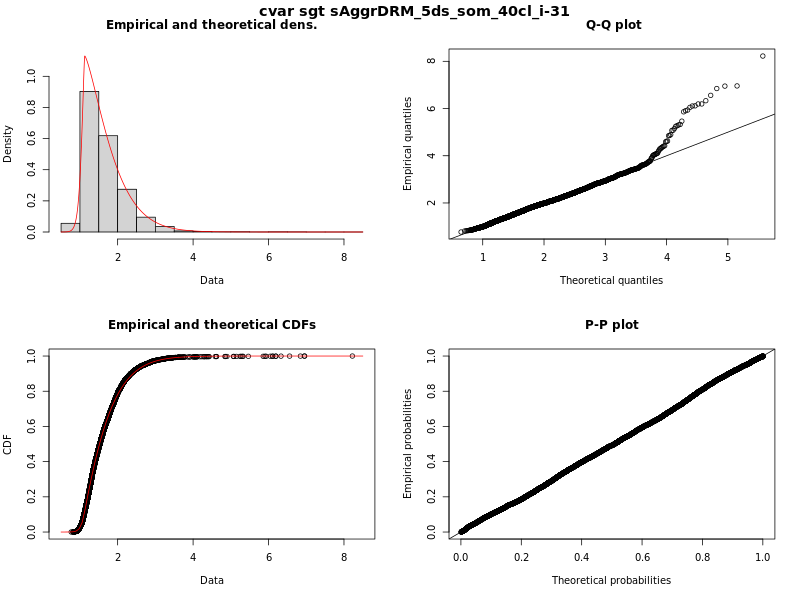 cvar sgt sAggrDRM_5ds_som_40cl_i-31
Empirical and theoretical dens.
Density
0.0 0.2 0.4 0.6 0.8 1.0
2 4 6 8
Data
Q-Q plot
Empirical quantiles
2 4 6 8
1 2 3 4 5
Theoretical quantiles
Empirical and theoretical CDFs
CDF
0.0 0.2 0.4 0.6 0.8 1.0
2 4 6 8
Data
P-P plot
Empirical probabilities
0.0 0.2 0.4 0.6 0.8 1.0
0.0 0.2 0.4 0.6 0.8 1.0
Theoretical probabilities